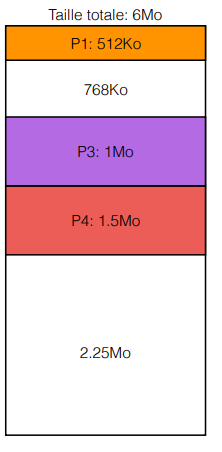 Taille totale: 6Mo
P1: 512Ko
768Ko
P3: 1Mo
P4: 1.5Mo
2.25Mo